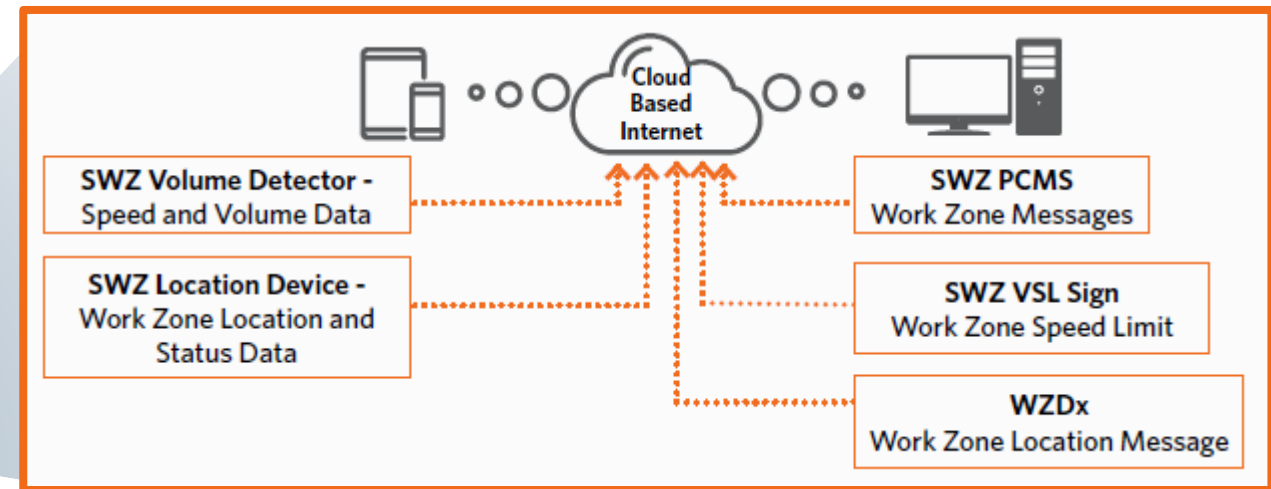 Cloud
Based
Internet
SWZ Volume Detector -
Speed and Volume Data
SWZ Location Device -
Work Zone Location and
Status Data
SWZ PCMS
Work Zone Messages
SWZ VSL Sign
Work Zone Speed Limit
WZDx
Work Zone Location Message